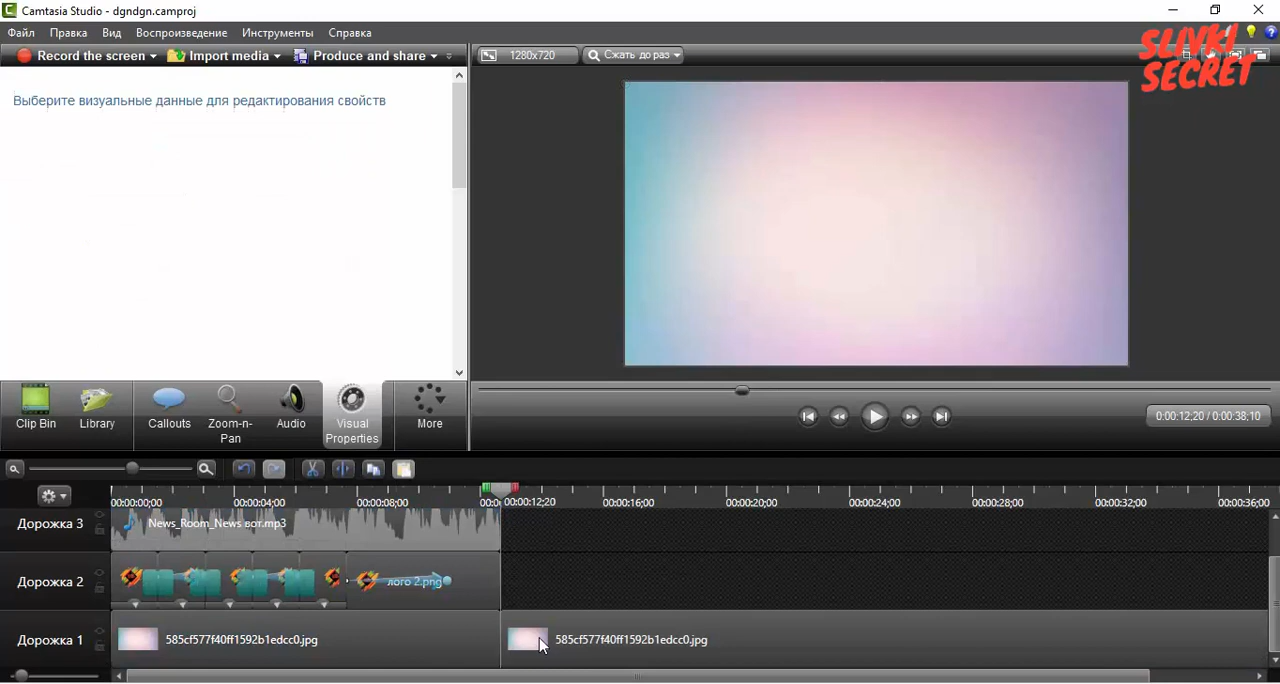 Camtasia Studio - dgndgn.camproj
Файл Правка Вид Воспроизведение Инструменты Справка
SLIVKI
SECRET
Record the screen Import media Produce and share
1280x720 Сжать до раз
Выберите визуальные данные для редактирования свойств
Clip Bin Library Callouts Zoom-n-Pan Audio Visual Properties More
0:00:12;20 / 0:00:38;10
00:00:00;00 00:00:04;00 00:00:08;00 00:00:12;20 00:00:16;00 00:00:20;00 00:00:24;00 00:00:28;00 00:00:32;00 00:00:36;00
Дорожка 3 News_Room_News вот.mp3
Дорожка 2 лого 2.png
Дорожка 1 585cf577f40ff1592b1edcc0.jpg 585cf577f40ff1592b1edcc0.jpg